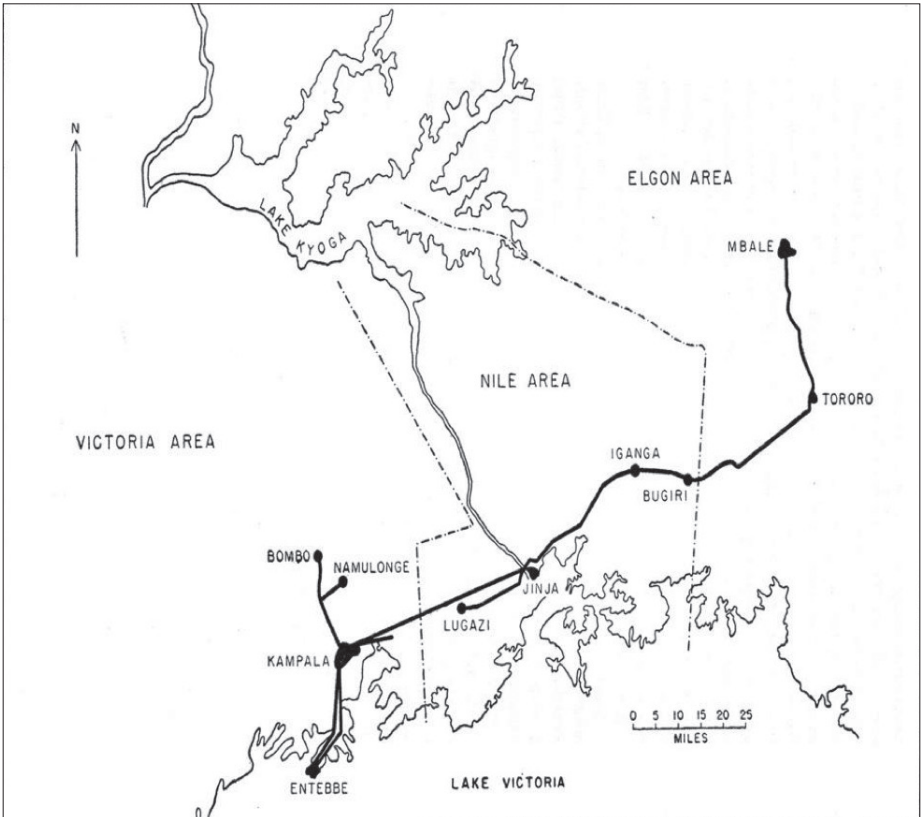 N
ELGON AREA
LAKE KYOGA
MBALE
NILE AREA
TORORO
VICTORIA AREA
IGANGA
BUGIRI
BOMBO
NAMULONGE
JINJA
LUGAZI
KAMPALA
0 5 10 15 20 25
MILES
ENTEBBE
LAKE VICTORIA